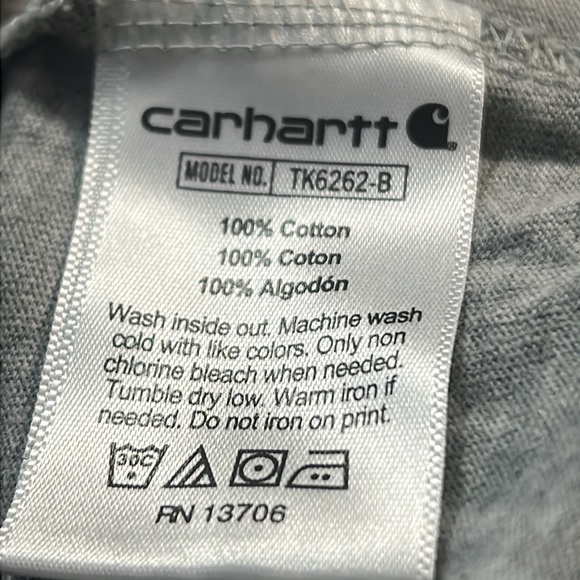 carhartt
MODEL NO. TK6262-B
100% Cotton
100% Coton
100% Algodón
Wash inside out. Machine wash
cold with like colors. Only non
chlorine bleach when needed.
Tumble dry low. Warm iron if
needed. Do not iron on print.
30C
RN 13706